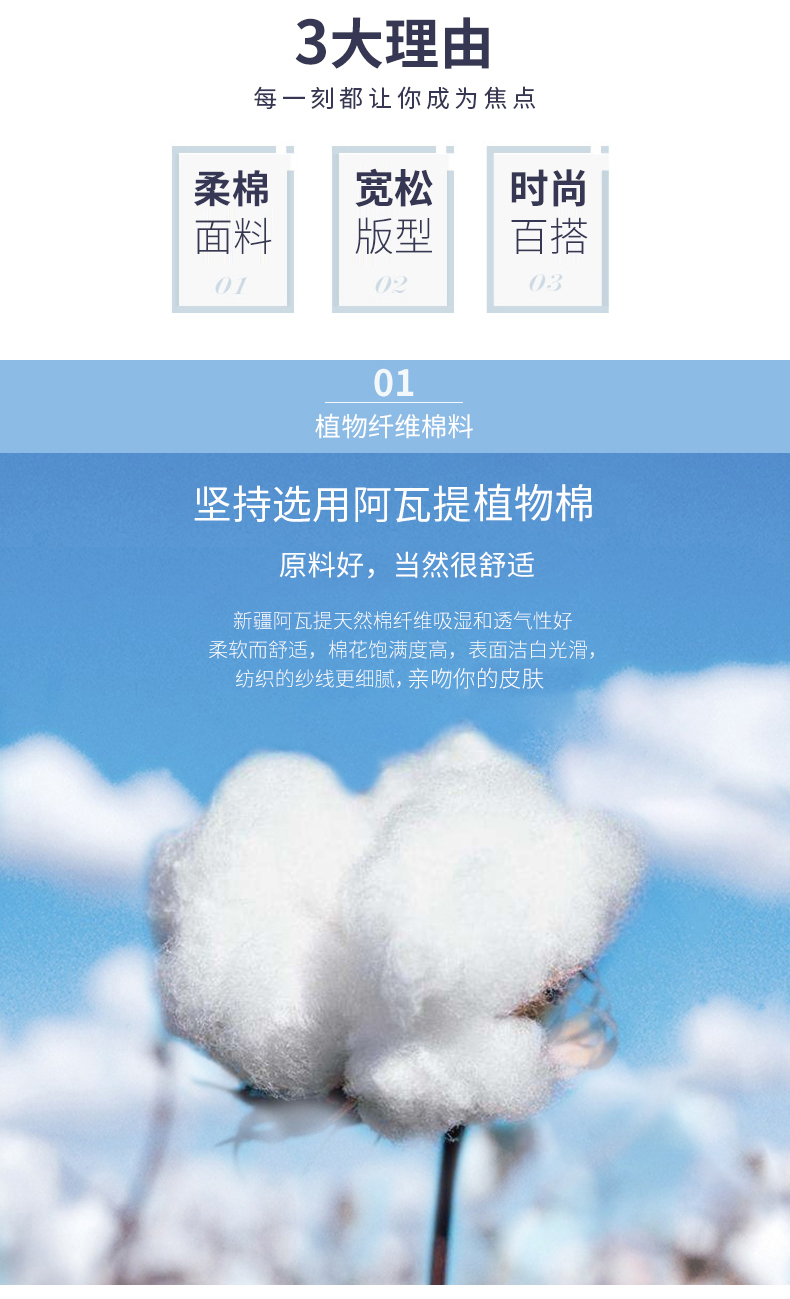 3大理由
每一刻都让你成为焦点
柔棉
面料
01
宽松
版型
02
时尚
百搭
03
01
植物纤维棉料
坚持选用阿瓦提植物棉
原料好，当然很舒适
新疆阿瓦提天然棉纤维吸湿和透气性好
柔软而舒适，棉花饱满度高，表面洁白光滑，
纺织的纱线更细腻，亲吻你的皮肤